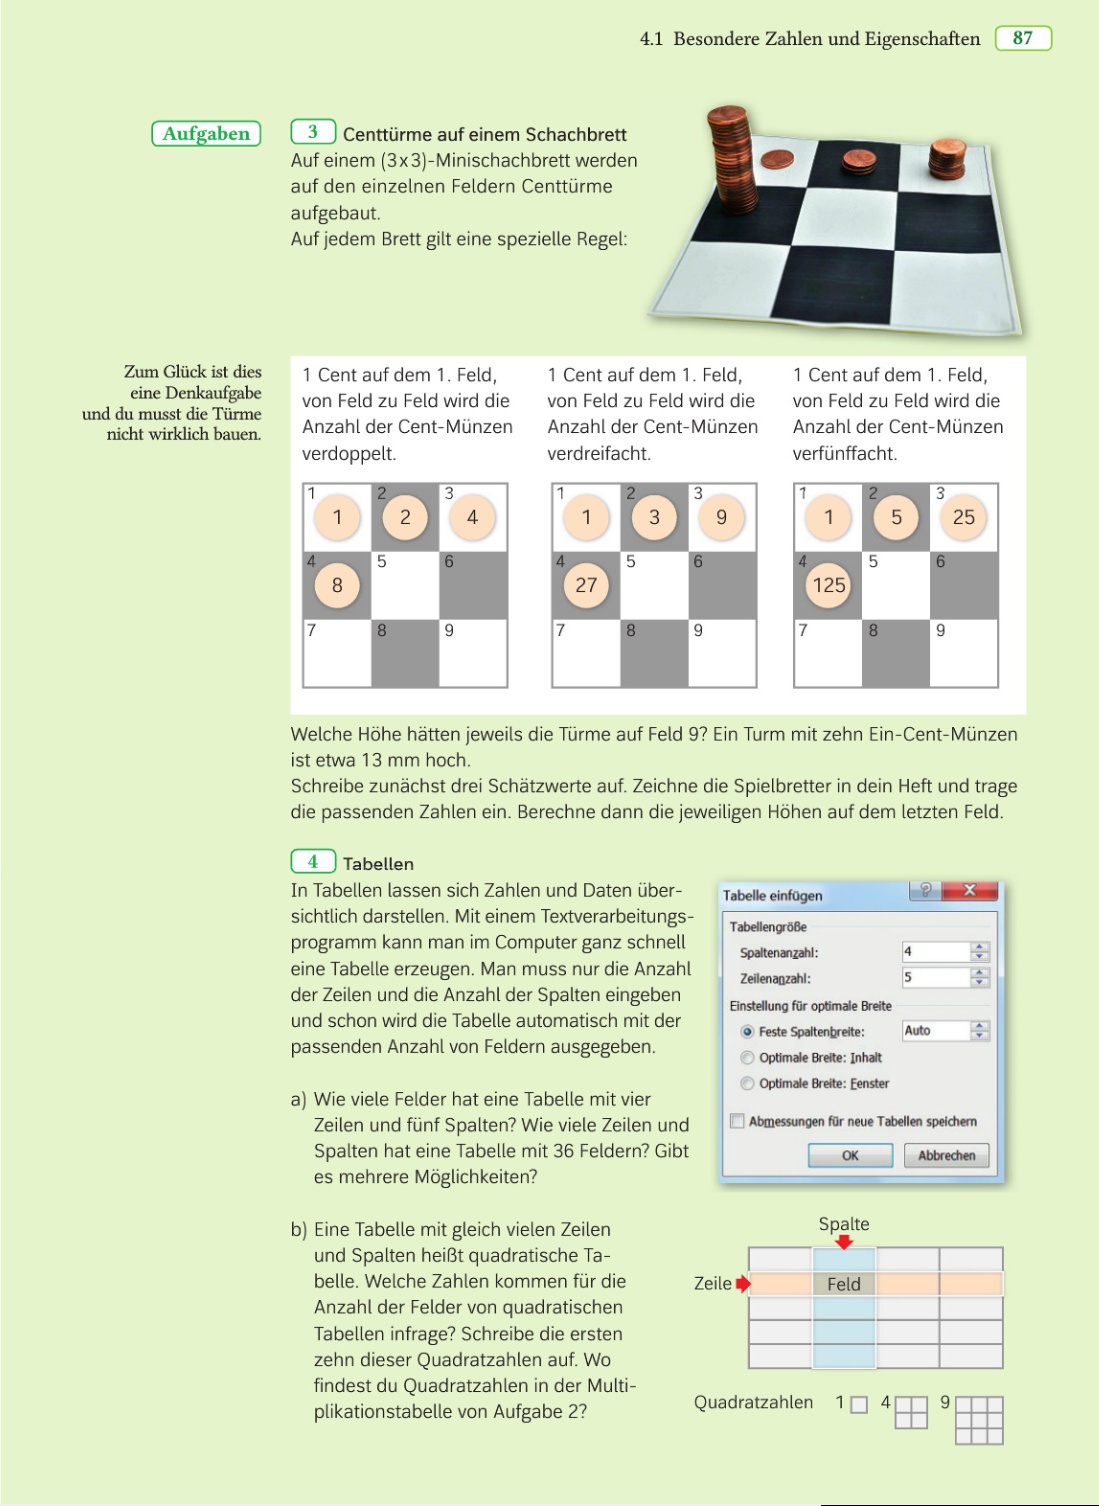 4.1 Besondere Zahlen und Eigenschaften 87
Aufgaben
3 Centtürme auf einem Schachbrett
Auf einem (3x3)-Minischachbrett werden
auf den einzelnen Feldern Centtürme
aufgebaut.
Auf jedem Brett gilt eine spezielle Regel:
Zum Glück ist dies
eine Denkaufgabe
und du musst die Türme
nicht wirklich bauen.
1 Cent auf dem 1. Feld,
von Feld zu Feld wird die
Anzahl der Cent-Münzen
verdoppelt.
1 2 3
1 2 4
4 5 6
8
7 8 9
1 Cent auf dem 1. Feld,
von Feld zu Feld wird die
Anzahl der Cent-Münzen
verdreifacht.
1 2 3
1 3 9
4 5 6
27
7 8 9
1 Cent auf dem 1. Feld,
von Feld zu Feld wird die
Anzahl der Cent-Münzen
verfünffacht.
1 2 3
1 5 25
4 5 6
125
7 8 9
Welche Höhe hätten jeweils die Türme auf Feld 9? Ein Turm mit zehn Ein-Cent-Münzen
ist etwa 13 mm hoch.
Schreibe zunächst drei Schätzwerte auf. Zeichne die Spielbretter in dein Heft und trage
die passenden Zahlen ein. Berechne dann die jeweiligen Höhen auf dem letzten Feld.
4 Tabellen
In Tabellen lassen sich Zahlen und Daten über-
sichtlich darstellen. Mit einem Textverarbeitungs-
programm kann man im Computer ganz schnell
eine Tabelle erzeugen. Man muss nur die Anzahl
der Zeilen und die Anzahl der Spalten eingeben
und schon wird die Tabelle automatisch mit der
passenden Anzahl von Feldern ausgegeben.
a) Wie viele Felder hat eine Tabelle mit vier
Zeilen und fünf Spalten? Wie viele Zeilen und
Spalten hat eine Tabelle mit 36 Feldern? Gibt
es mehrere Möglichkeiten?
b) Eine Tabelle mit gleich vielen Zeilen
und Spalten heißt quadratische Ta-
belle. Welche Zahlen kommen für die
Anzahl der Felder von quadratischen
Tabellen infrage? Schreibe die ersten
zehn dieser Quadratzahlen auf. Wo
findest du Quadratzahlen in der Multi-
plikationstabelle von Aufgabe 2?
Tabelle einfügen ? X
Tabellengröße
Spaltenanzahl: 4
Zeilenanzahl: 5
Einstellung für optimale Breite
Feste Spaltenbreite: Auto
Optimale Breite: Inhalt
Optimale Breite: Fenster
Abmessungen für neue Tabellen speichern
OK Abbrechen
Spalte
Zeile Feld
Quadratzahlen 1 4 9